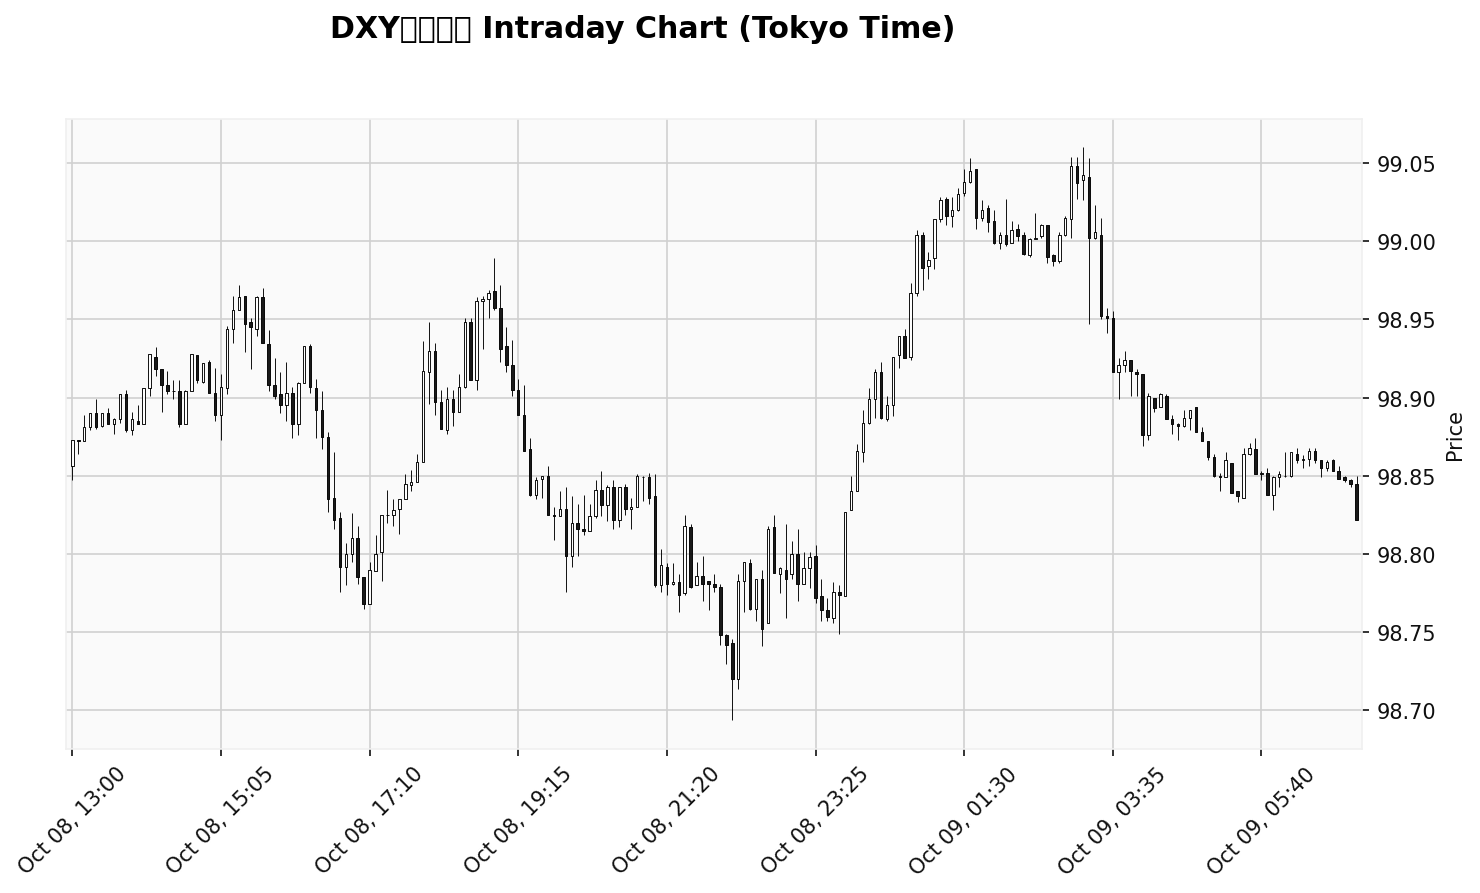 DXY Intraday Chart (Tokyo Time)
99.05
99.00
98.95
98.90
98.85
98.80
98.75
98.70
Price
Oct 08, 13:00
Oct 08, 15:05
Oct 08, 17:10
Oct 08, 19:15
Oct 08, 21:20
Oct 08, 23:25
Oct 09, 01:30
Oct 09, 03:35
Oct 09, 05:40